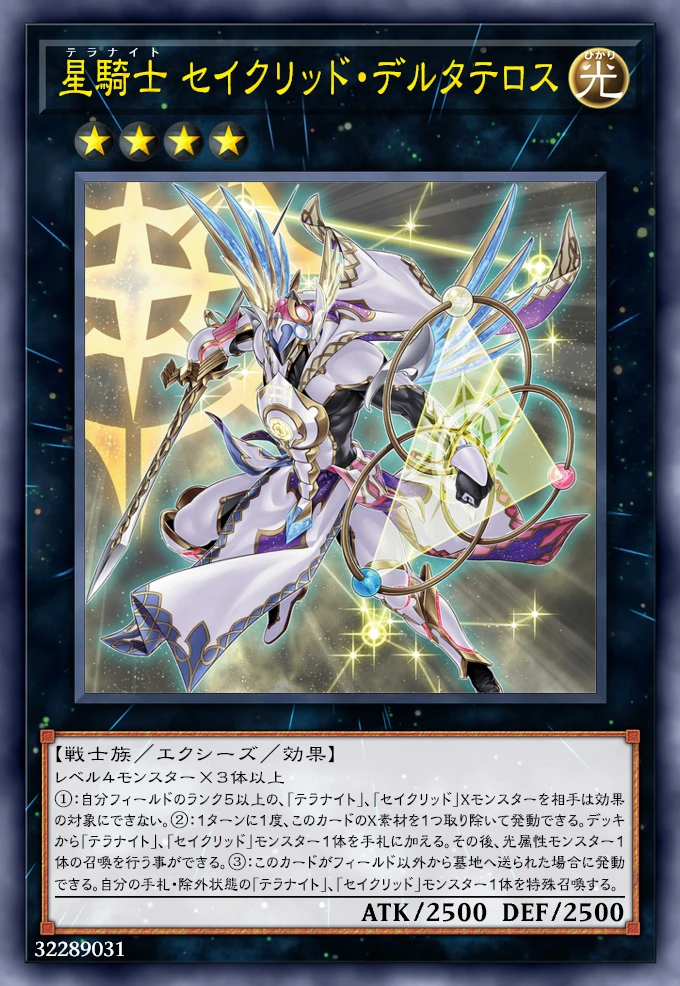 テラナイト
星騎士 セイクリッド・デルタテロス
ひかり
光
【戦士族/エクシーズ/効果】
レベル4モンスター×3体以上
①:自分フィールドのランク5以上の、「テラナイト」、「セイクリッド」Xモンスターを相手は効果
の対象にできない。②:1ターンに1度、このカードのX素材を1つ取り除いて発動できる。デッキ
から「テラナイト」、「セイクリッド」モンスター1体を手札に加える。その後、光属性モンスター1
体の召喚を行う事ができる。③:このカードがフィールド以外から墓地へ送られた場合に発動
できる。自分の手札・除外状態の「テラナイト」、「セイクリッド」モンスター1体を特殊召喚する。
ATK/2500 DEF/2500
32289031